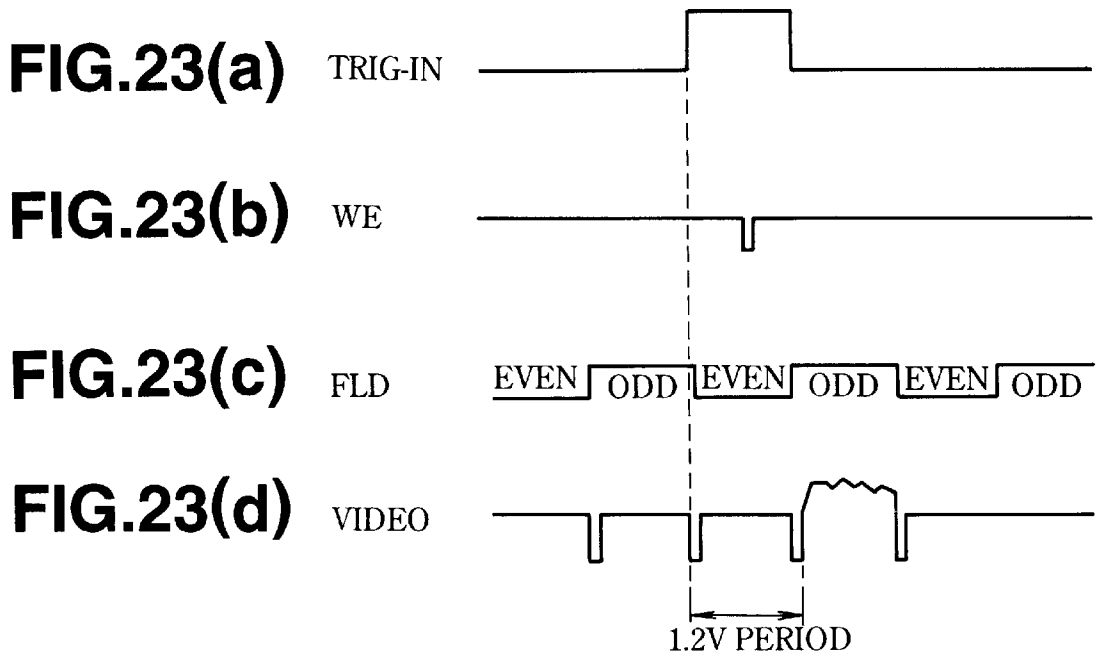 FIG.23(a) TRIG-IN
FIG.23(b) WE
FIG.23(c) FLD EVEN ODD EVEN ODD EVEN ODD
FIG.23(d) VIDEO
1.2V PERIOD